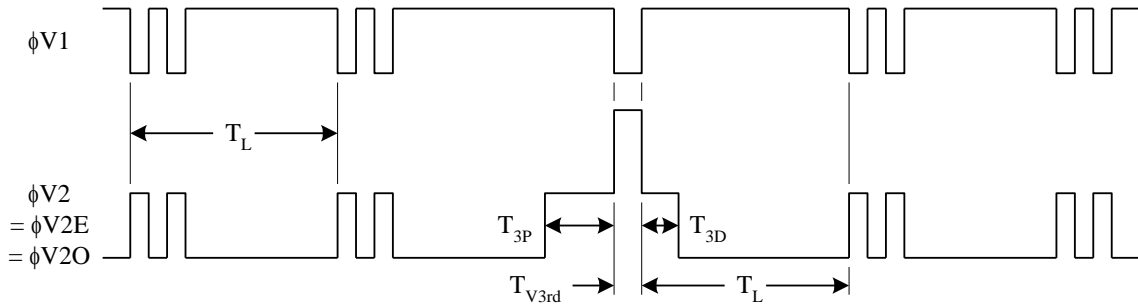 ϕV1
T_L
ϕV2
= ϕV2E
= ϕV2O
T_3P
T_3D
T_V3rd
T_L